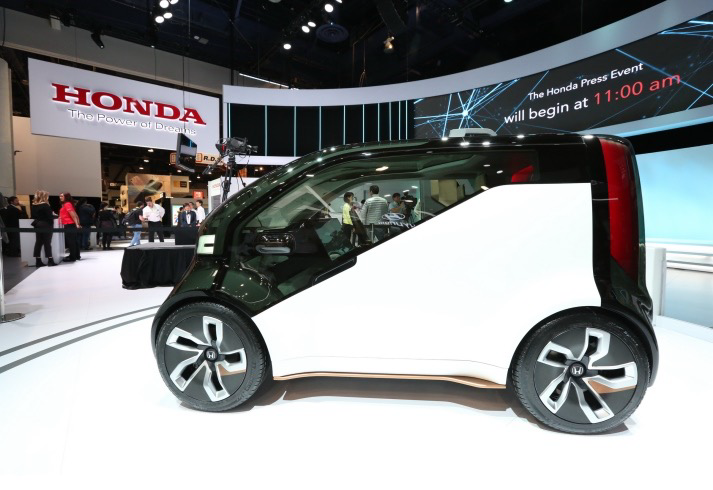 HONDA
The Power of Dreams
The Honda Press Event
will begin at 11:00 am